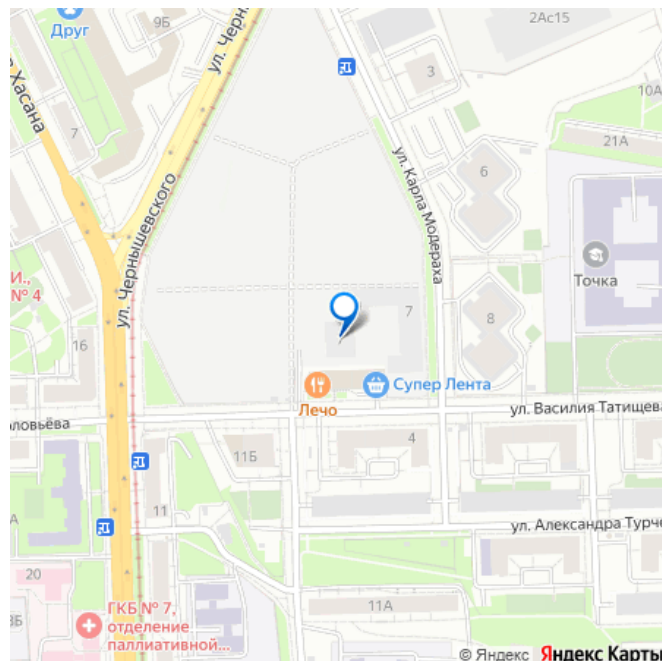 2Ас15
9Б
Друг
ул. Черн
Хасана
3
10А
7
21А
ул. Карла Модераха
6
ул. Чернышевского
Точка
И.,
№ 4
7
8
16
Супер Лента
Лечо
ул. Василия Татищева
оловьёва
4
11Б
А
11
ул. Александра Турче
20
11А
ГКБ № 7,
отделение
паллиативной...
Б
© Яндекс Яндекс Карты